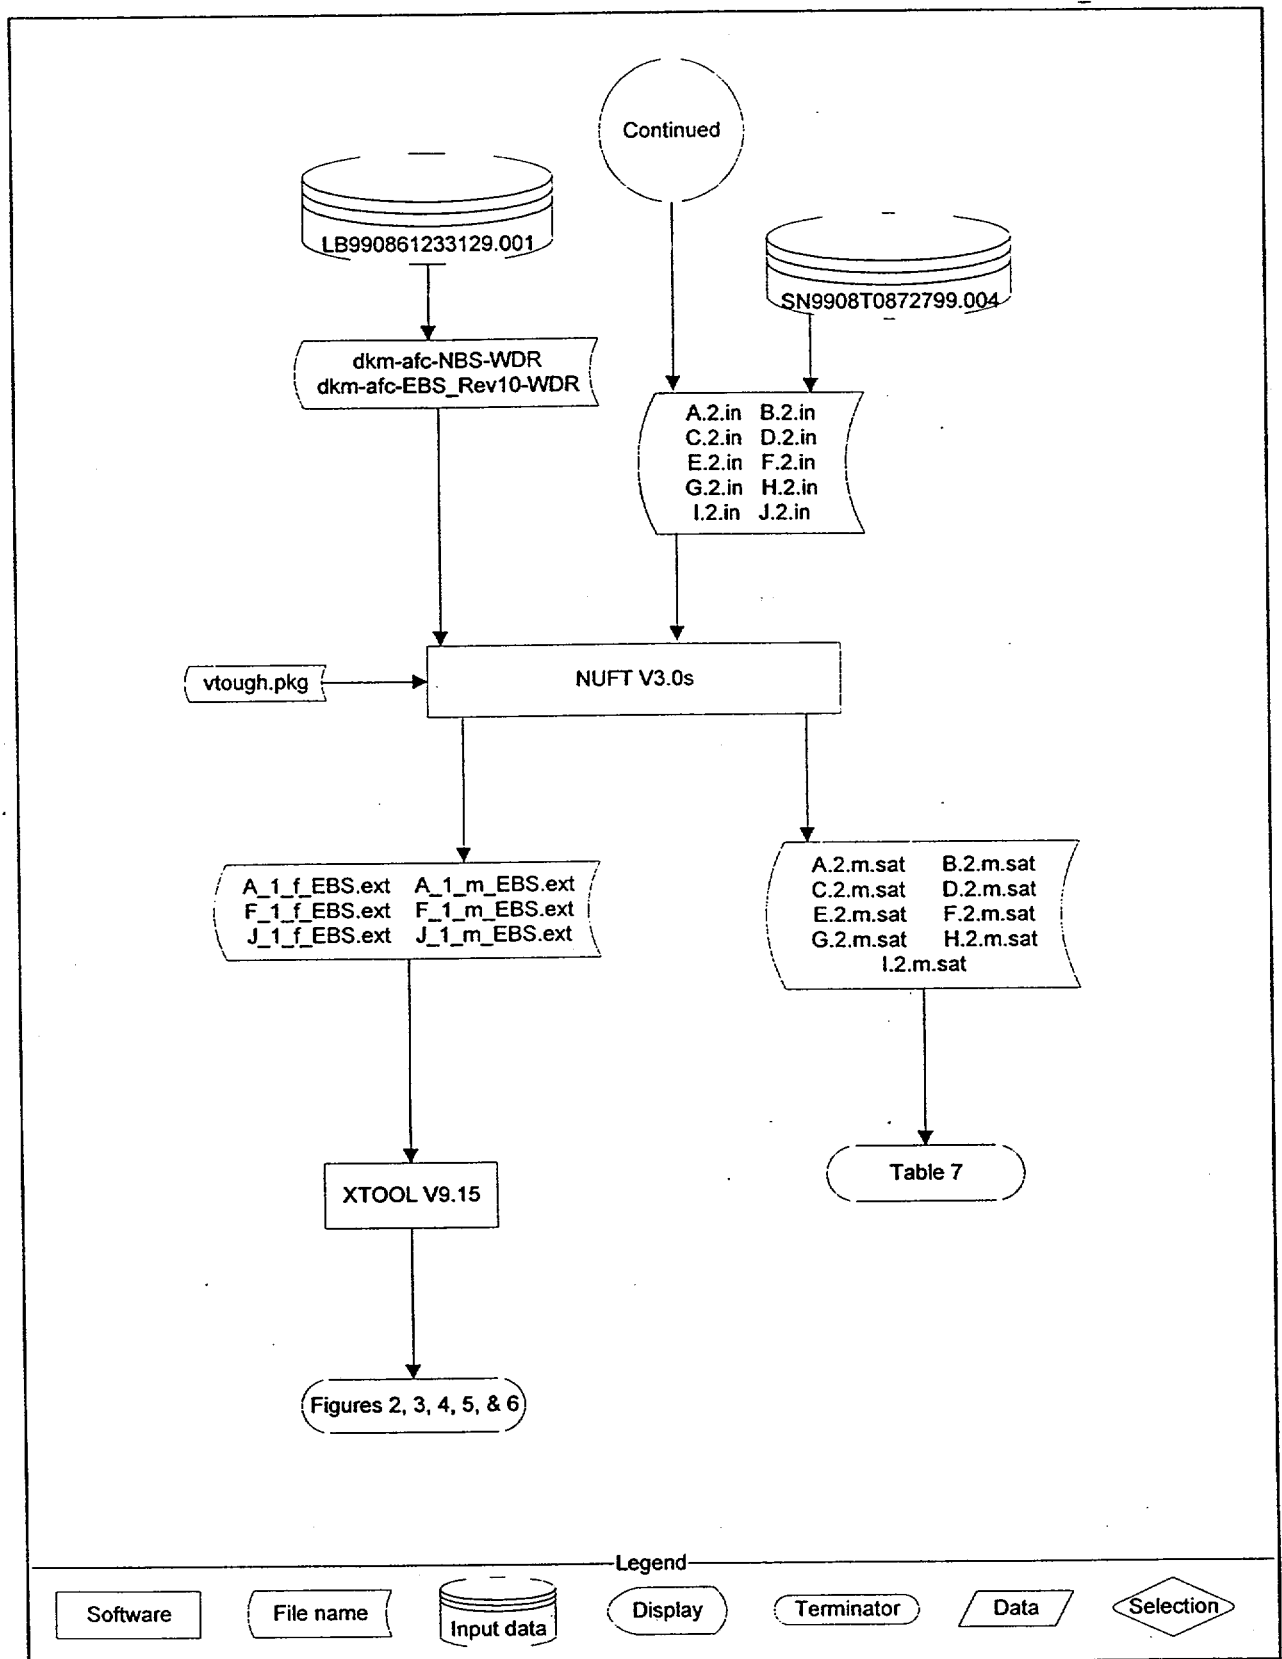 Continued
LB990861233129.001
SN9908T0872799.004
dkm-afc-NBS-WDR
dkm-afc-EBS_Rev10-WDR
A.2.in B.2.in
C.2.in D.2.in
E.2.in F.2.in
G.2.in H.2.in
I.2.in J.2.in
vtough.pkg
NUFT V3.0s
A_1_f_EBS.ext A_1_m_EBS.ext
F_1_f_EBS.ext F_1_m_EBS.ext
J_1_f_EBS.ext J_1_m_EBS.ext
A.2.m.sat B.2.m.sat
C.2.m.sat D.2.m.sat
E.2.m.sat F.2.m.sat
G.2.m.sat H.2.m.sat
I.2.m.sat
XTOOL V9.15
Table 7
Figures 2, 3, 4, 5, & 6
Legend
Software
File name
Input data
Display
Terminator
Data
Selection